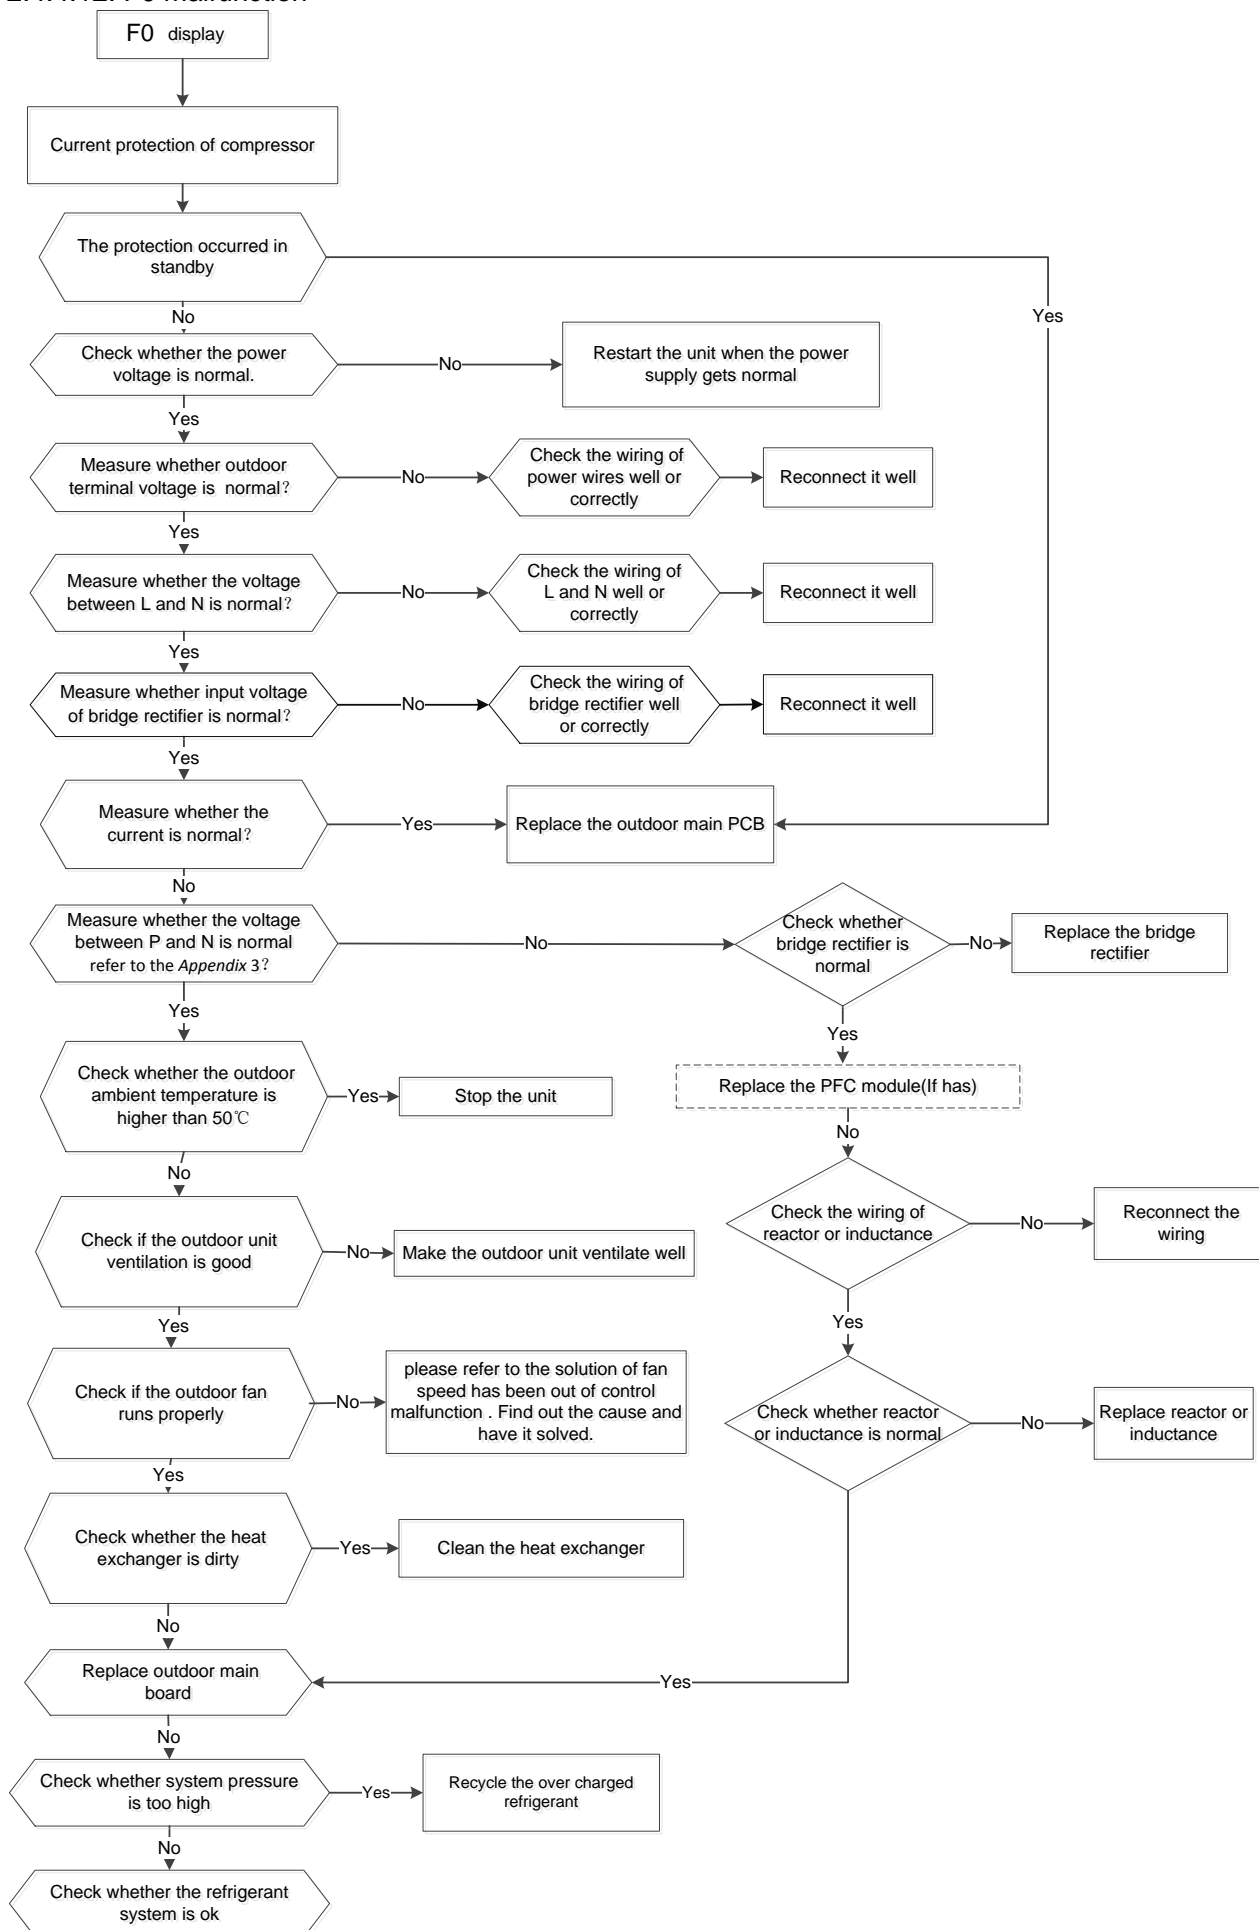 malfunction
F0 display
Current protection of compressor
The protection occurred in
standby
No
Yes
Check whether the power
voltage is normal.
No
Restart the unit when the power
supply gets normal
Yes
Measure whether outdoor
terminal voltage is normal?
No
Check the wiring of
power wires well or
correctly
Reconnect it well
Yes
Measure whether the voltage
between L and N is normal?
No
Check the wiring of
L and N well or
correctly
Reconnect it well
Yes
Measure whether input voltage
of bridge rectifier is normal?
No
Check the wiring of
bridge rectifier well
or correctly
Reconnect it well
Yes
Measure whether the
current is normal?
Yes
Replace the outdoor main PCB
No
Measure whether the voltage
between P and N is normal
refer to the Appendix 3?
No
Check whether
bridge rectifier is
normal
No
Replace the bridge
rectifier
Yes
Yes
Check whether the outdoor
ambient temperature is
higher than 50℃
Yes
Stop the unit
Replace the PFC module(If has)
No
No
Check if the outdoor unit
ventilation is good
No
Make the outdoor unit ventilate well
Check the wiring of
reactor or inductance
No
Reconnect the
wiring
Yes
Yes
Check if the outdoor fan
runs properly
No
please refer to the solution of fan
speed has been out of control
malfunction . Find out the cause and
have it solved.
Check whether reactor
or inductance is normal
No
Replace reactor or
inductance
Yes
Check whether the heat
exchanger is dirty
Yes
Clean the heat exchanger
No
Replace outdoor main
board
Yes
No
Check whether system pressure
is too high
Yes
Recycle the over charged
refrigerant
No
Check whether the refrigerant
system is ok